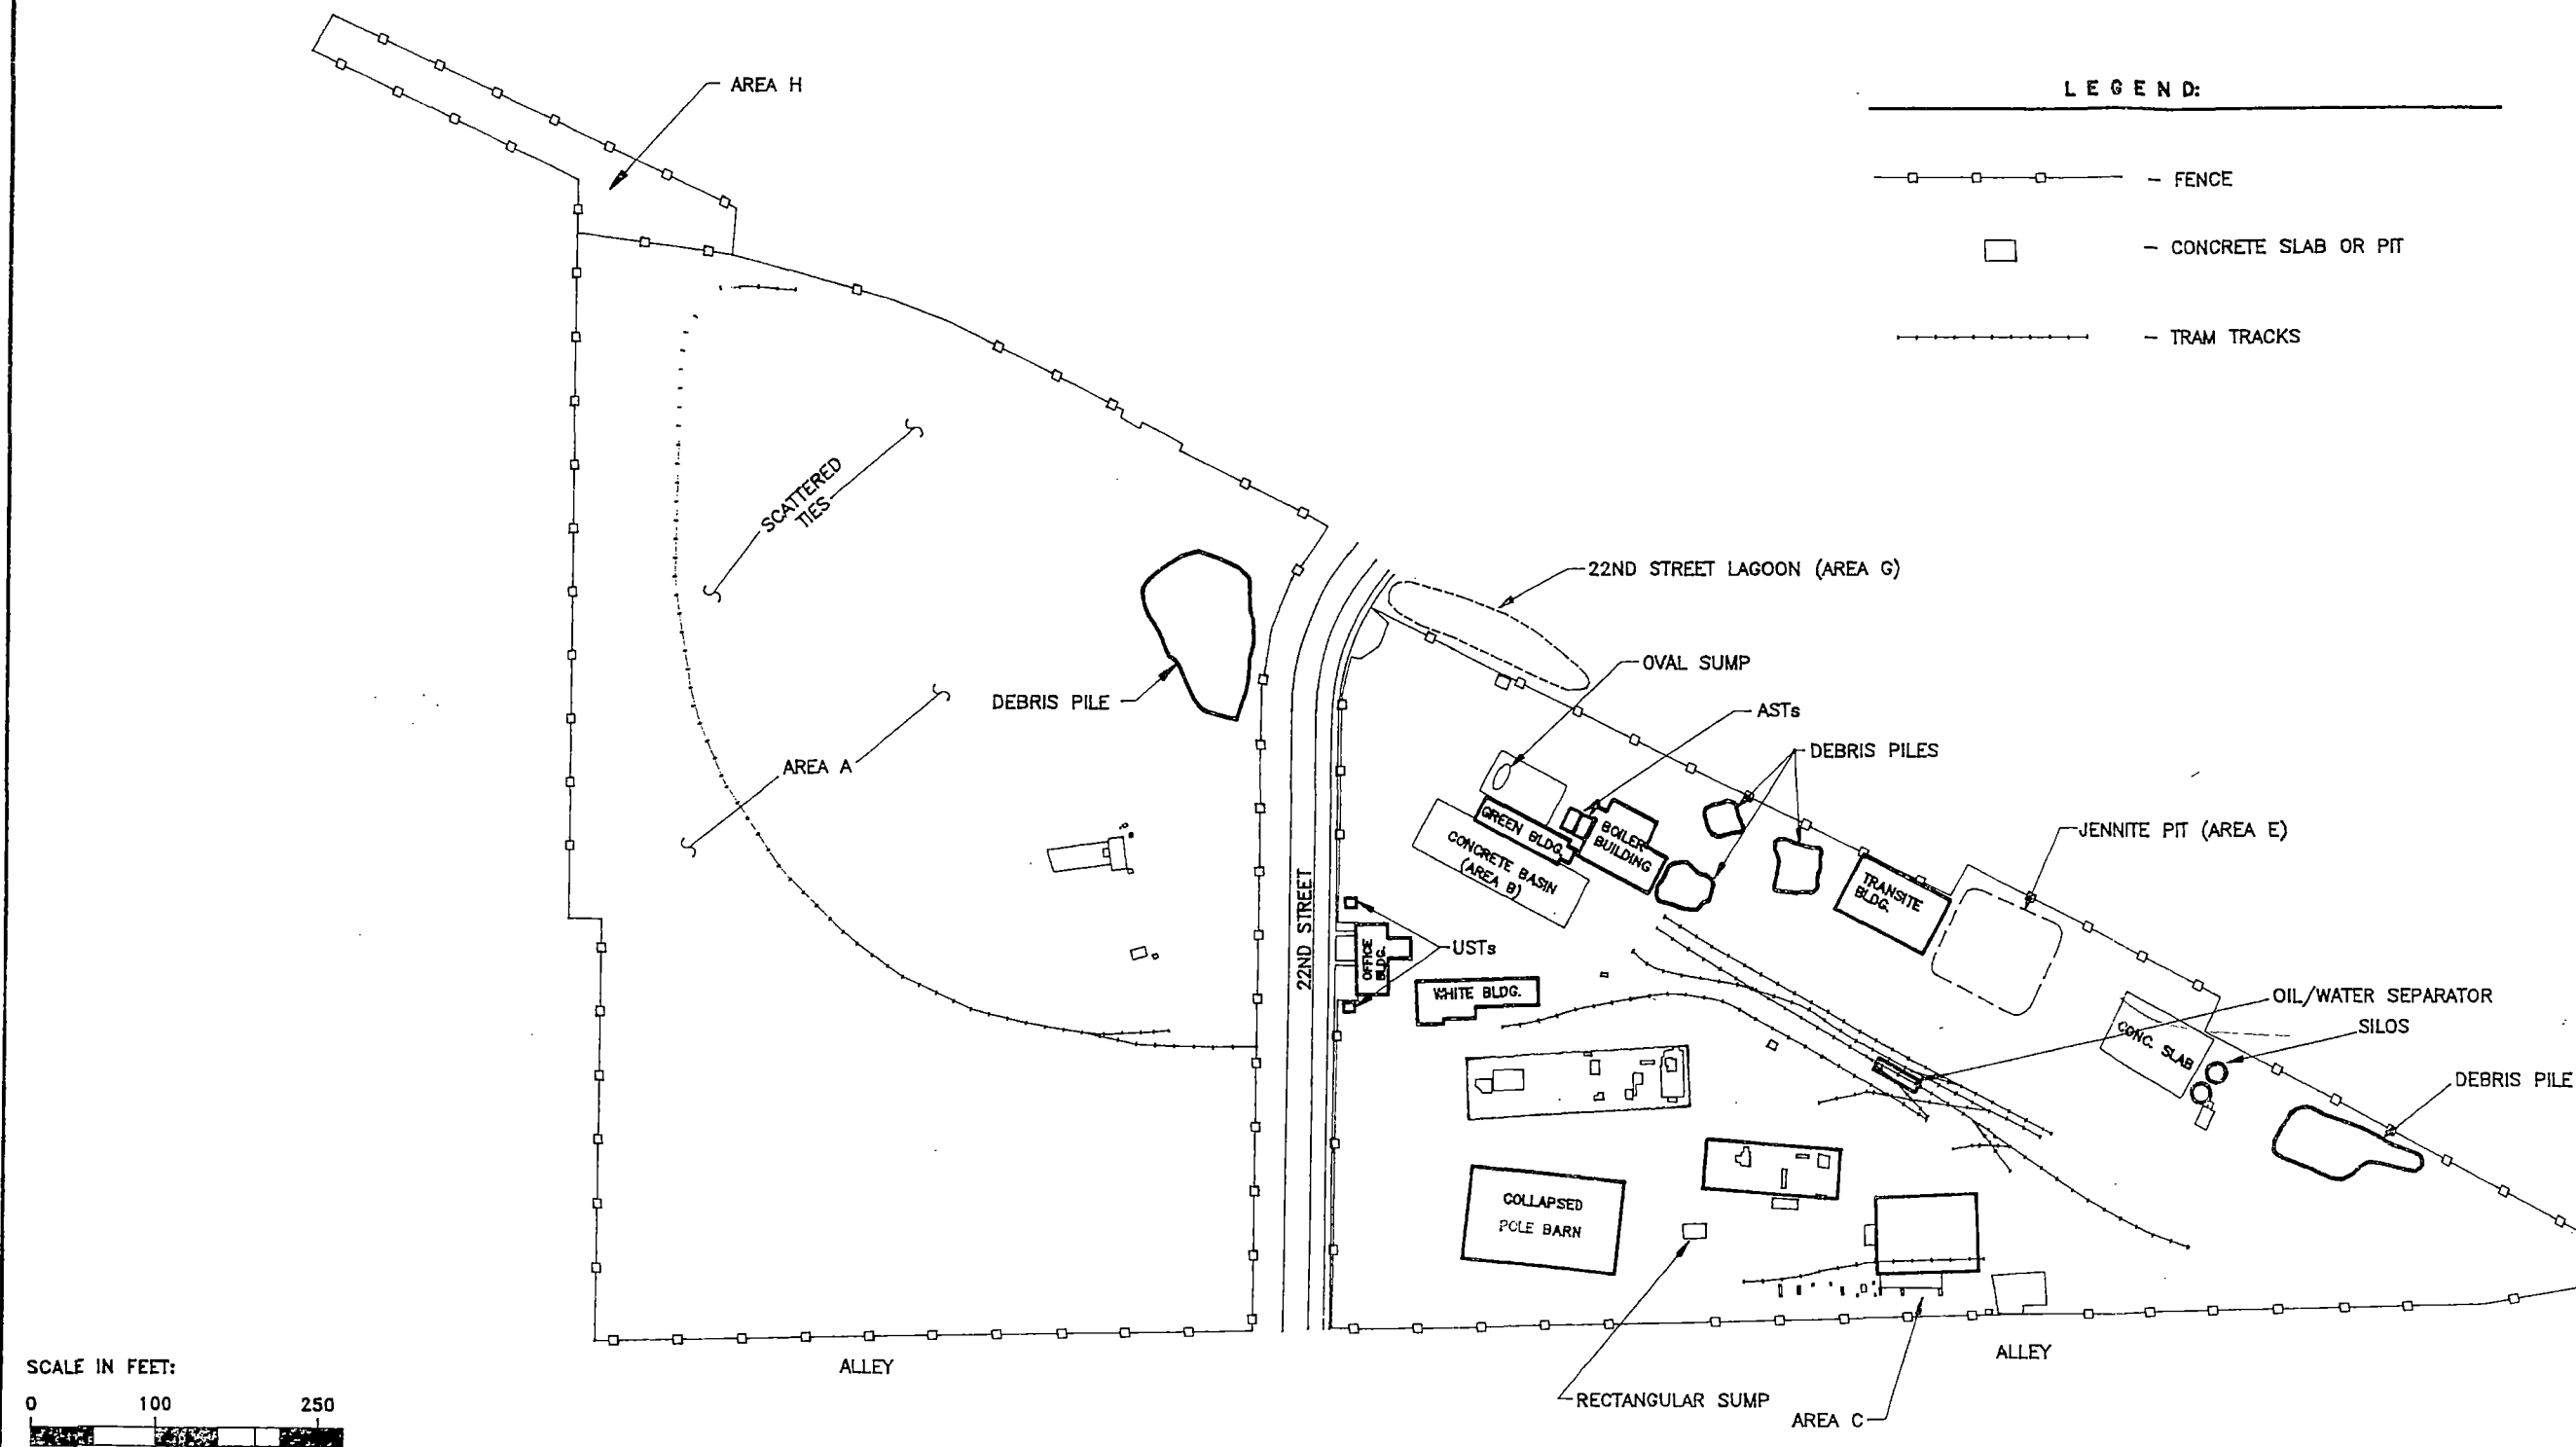 AREA H
LEGEND:
- FENCE
- CONCRETE SLAB OR PIT
- TRAM TRACKS
SCATTERED
TIES
22ND STREET LAGOON (AREA G)
OVAL SUMP
DEBRIS PILE
ASTs
DEBRIS PILES
AREA A
JENNITE PIT (AREA E)
GREEN BLDG.
BOILER
BUILDING
CONCRETE BASIN
(AREA B)
TRANSITE
BLDG.
22ND STREET
OFFICE
BLDG.
USTs
WHITE BLDG.
OIL/WATER SEPARATOR
SILOS
CONC. SLAB
DEBRIS PILE
COLLAPSED
POLE BARN
ALLEY
ALLEY
RECTANGULAR SUMP
AREA C
SCALE IN FEET:
0 100 250